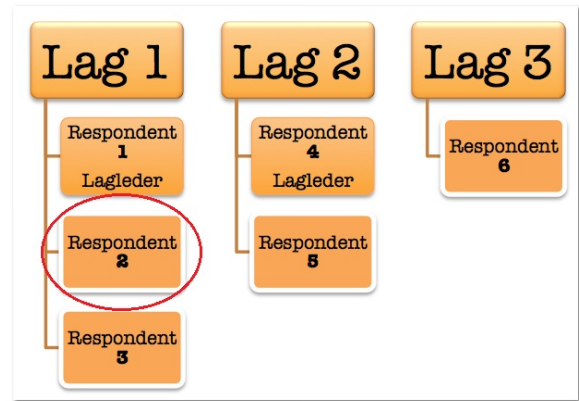 Lag 1
Respondent
1
Lagleder
Respondent
2
Respondent
3
Lag 2
Respondent
4
Lagleder
Respondent
5
Lag 3
Respondent
6